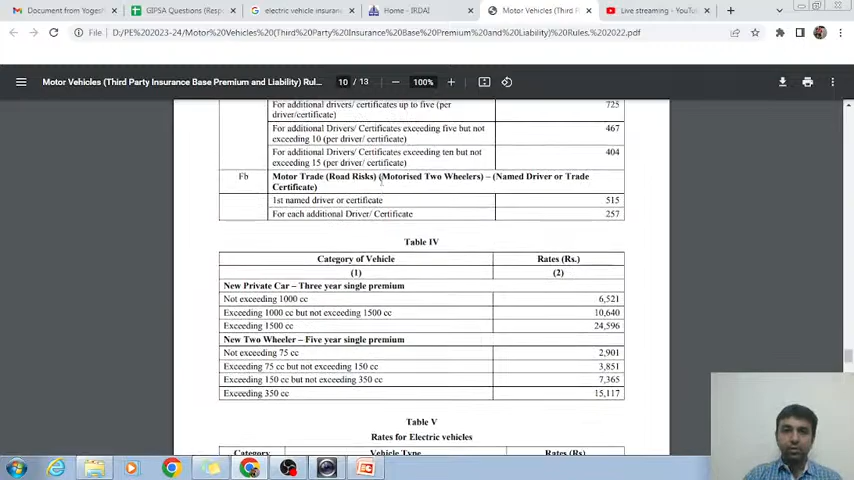 Document from Yogesh
GIPSA Questions (Resp
electric vehicle insuran
Home - IRDAI
Motor Vehicles (Third P
Live streaming - YouTu
File | D:/PE%202023-24/Motor%20Vehicles%20(Third%20Party%20Insurance%20Base%20Premium%20and%20Liability)%20Rules,%202022.pdf
Motor Vehicles (Third Party Insurance Base Premium and Liability) Rul...
10 / 13
100%
For additional drivers/ certificates up to five (per driver/certificate) 725
For additional Drivers/ Certificates exceeding five but not exceeding 10 (per driver/ certificate) 467
For additional Drivers/ Certificates exceeding ten but not exceeding 15 (per driver/ certificate) 404
Fb Motor Trade (Road Risks) (Motorised Two Wheelers) – (Named Driver or Trade Certificate)
1st named driver or certificate 515
For each additional Driver/ Certificate 257
Table IV
Category of Vehicle Rates (Rs.)
(1) (2)
New Private Car – Three year single premium
Not exceeding 1000 cc 6,521
Exceeding 1000 cc but not exceeding 1500 cc 10,640
Exceeding 1500 cc 24,596
New Two Wheeler – Five year single premium
Not exceeding 75 cc 2,901
Exceeding 75 cc but not exceeding 150 cc 3,851
Exceeding 150 cc but not exceeding 350 cc 7,365
Exceeding 350 cc 15,117
Table V
Rates for Electric vehicles
Category Vehicle Type Rates (Rs)